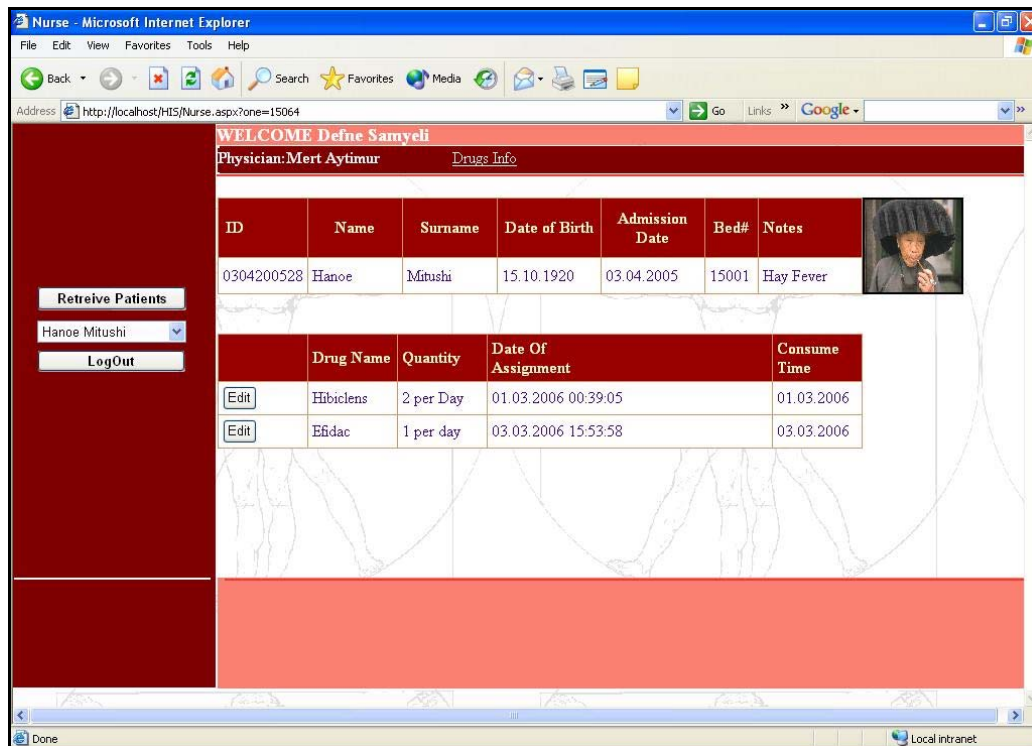 Nurse - Microsoft Internet Explorer
File Edit View Favorites Tools Help
Back Search Favorites Media
Address http://localhost/HIS/Nurse.aspx?one=15064 Go Links » Google »
WELCOME Defne Samyeli
Physician:Mert Aytimur Drugs Info
ID Name Surname Date of Birth Admission Date Bed# Notes
0304200528 Hanoe Mitushi 15.10.1920 03.04.2005 15001 Hay Fever
Retreive Patients
Hanoe Mitushi
LogOut
Drug Name Quantity Date Of Assignment Consume Time
Edit Hibiclens 2 per Day 01.03.2006 00:39:05 01.03.2006
Edit Efidac 1 per day 03.03.2006 15:53:58 03.03.2006
Done Local intranet